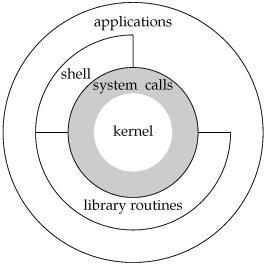 applications
shell
system calls
kernel
library routines